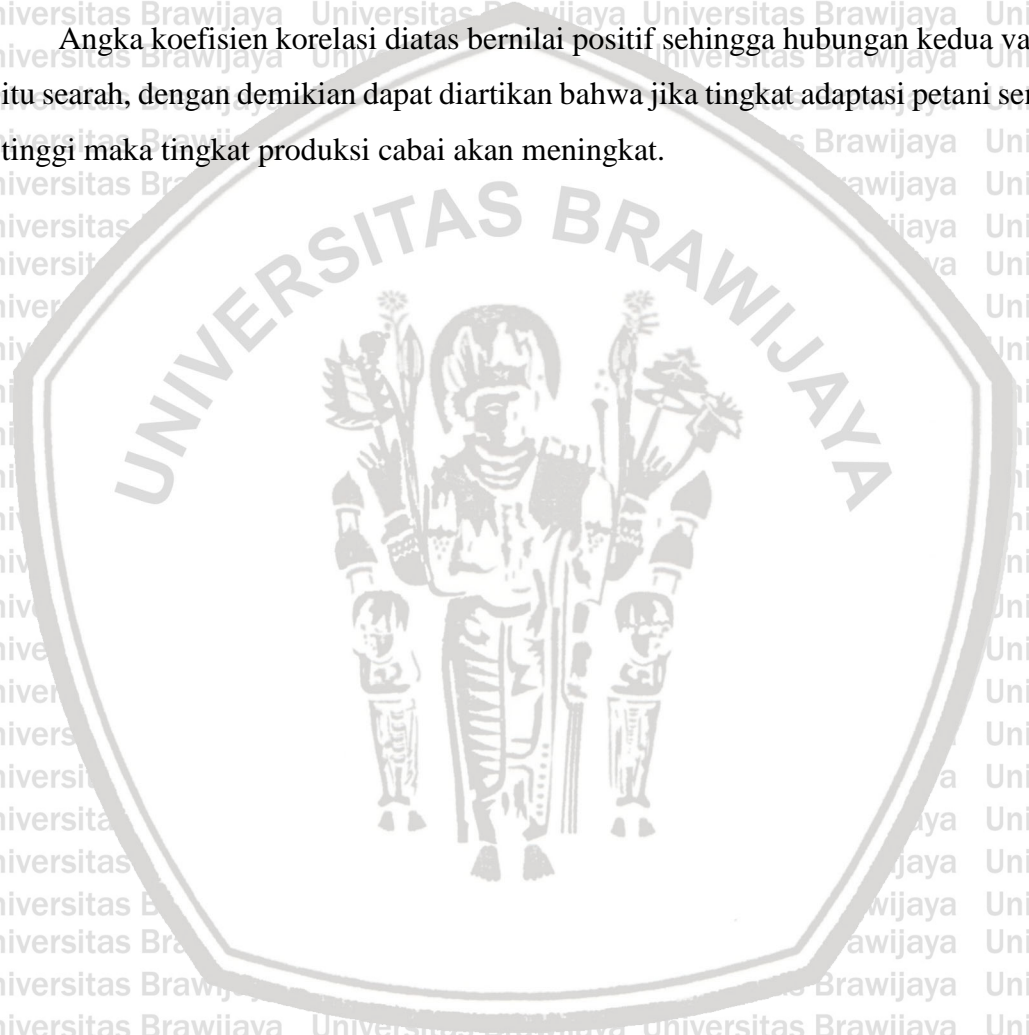 Angka koefisien korelasi diatas bernilai positif sehingga hubungan kedua va
itu searah, dengan demikian dapat diartikan bahwa jika tingkat adaptasi petani se
tinggi maka tingkat produksi cabai akan meningkat.
UNIVERSITAS BRAWIJAYA